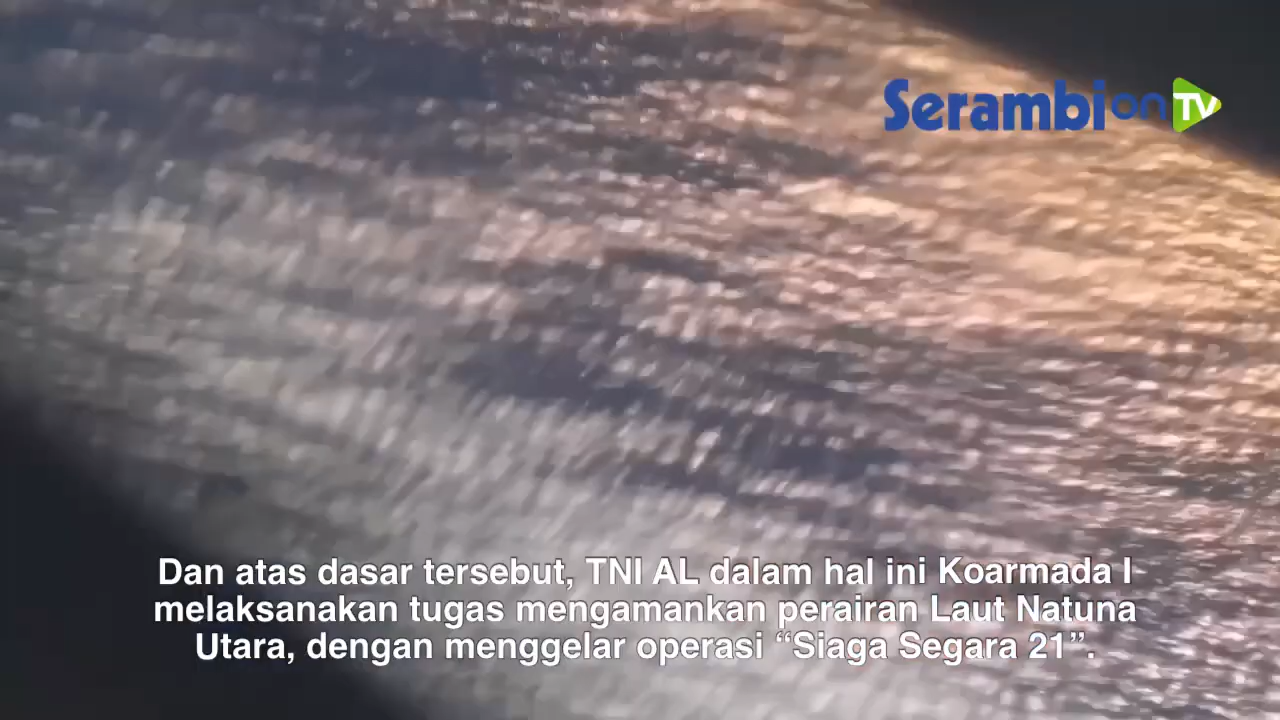 Serambi on TV
Dan atas dasar tersebut, TNI AL dalam hal ini Koarmada I
melaksanakan tugas mengamankan perairan Laut Natuna
Utara, dengan menggelar operasi “Siaga Segara 21”.